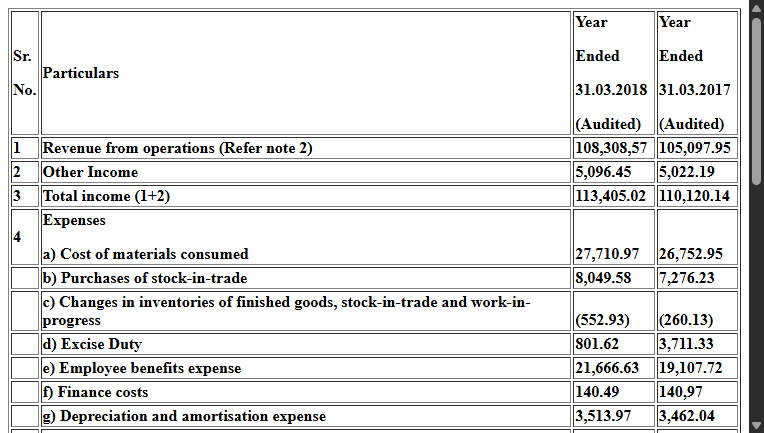 Sr. No. Particulars Year Ended 31.03.2018 (Audited) Year Ended 31.03.2017 (Audited)
1 Revenue from operations (Refer note 2) 108,308,57 105,097.95
2 Other Income 5,096.45 5,022.19
3 Total income (1+2) 113,405.02 110,120.14
4 Expenses
a) Cost of materials consumed 27,710.97 26,752.95
b) Purchases of stock-in-trade 8,049.58 7,276.23
c) Changes in inventories of finished goods, stock-in-trade and work-in-
progress (552.93) (260.13)
d) Excise Duty 801.62 3,711.33
e) Employee benefits expense 21,666.63 19,107.72
f) Finance costs 140.49 140,97
g) Depreciation and amortisation expense 3,513.97 3,462.04